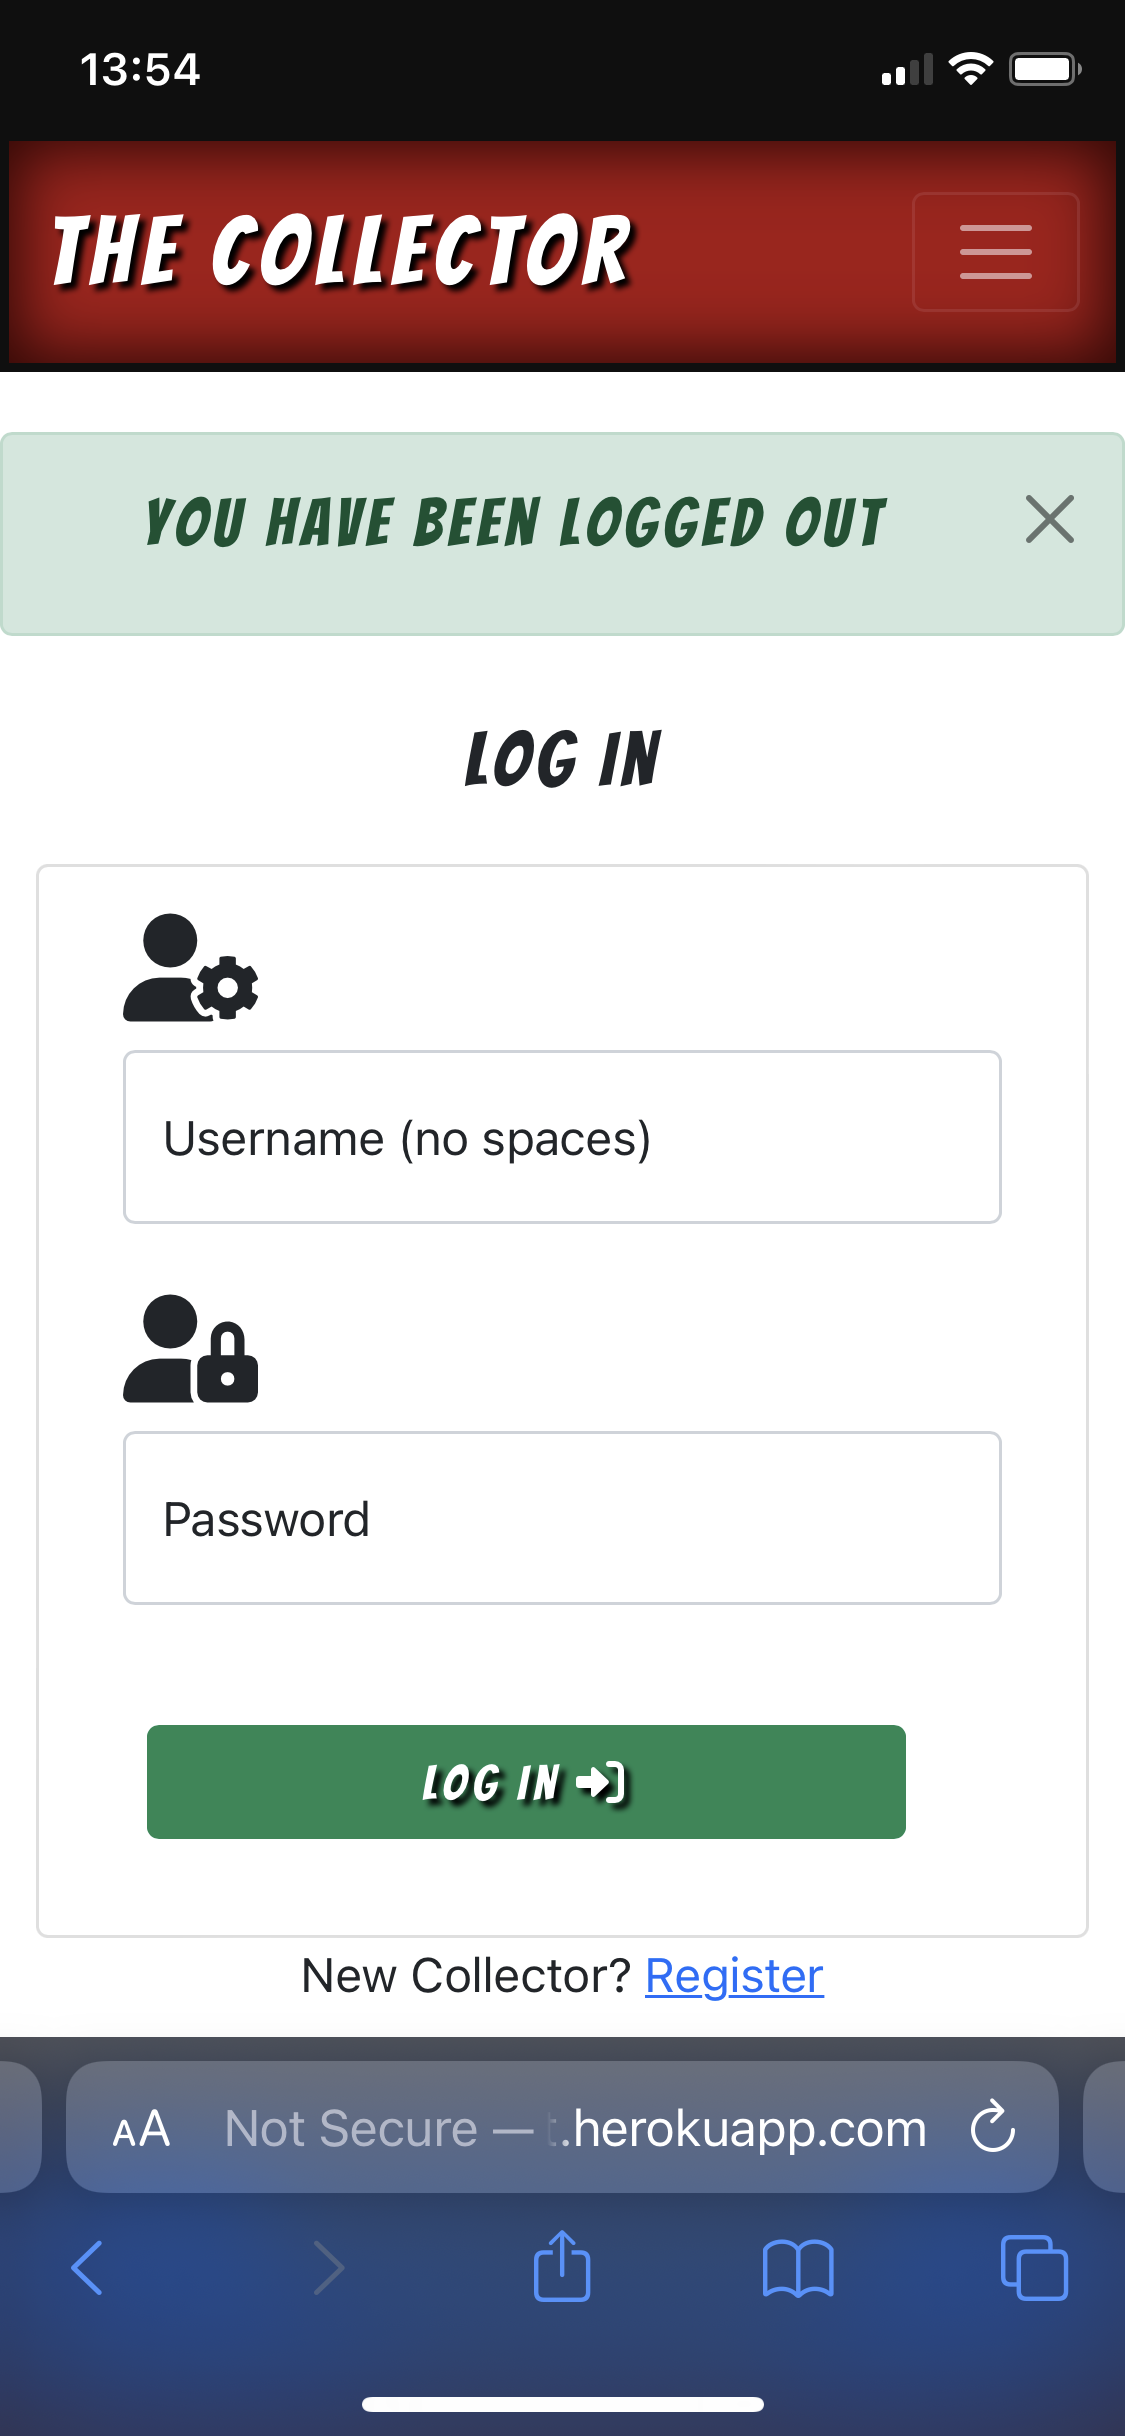 13:54
THE COLLECTOR
YOU HAVE BEEN LOGGED OUT
LOG IN
Username (no spaces)
Password
LOG IN
New Collector? Register
AA Not Secure — t.herokuapp.com